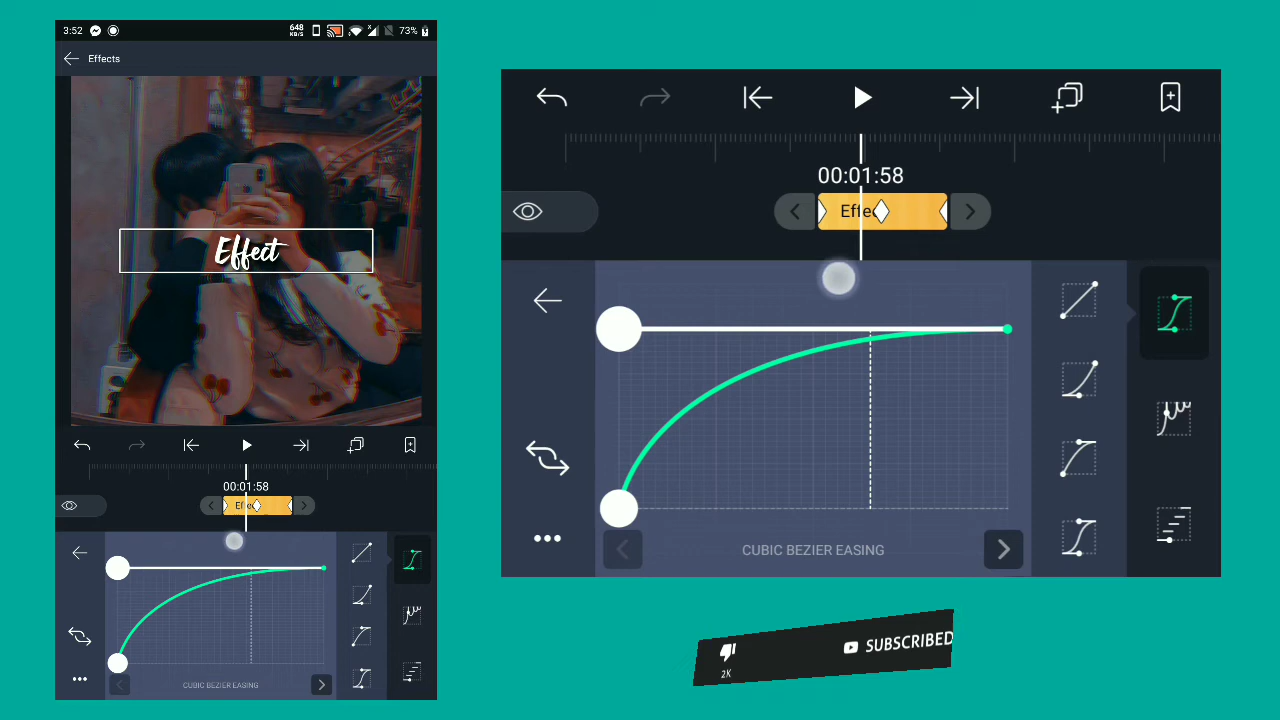 3:52
648
KB/S
73%
Effects
Effect
00:01:58
Effe
CUBIC BEZIER EASING
00:01:58
Effe
CUBIC BEZIER EASING
2K
SUBSCRIBED